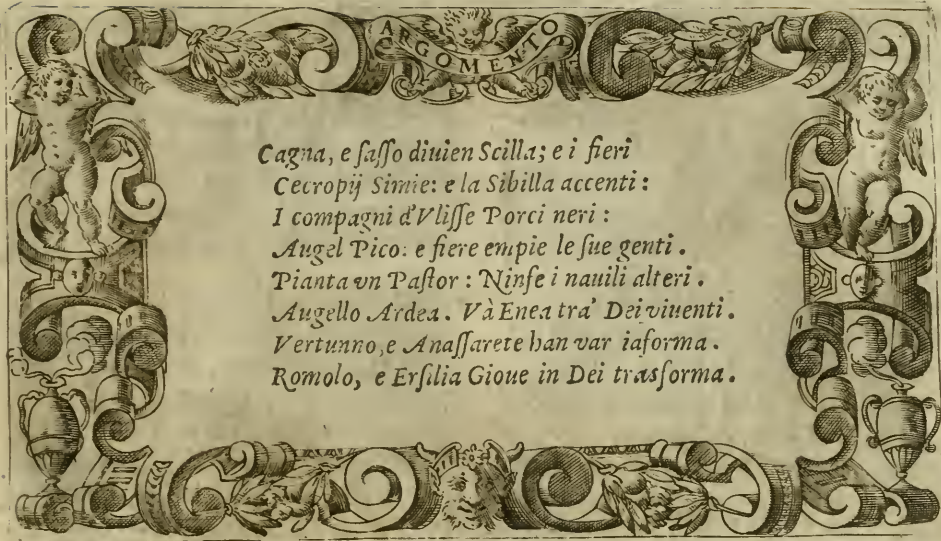 ARGOMENTO
Cagna, e ſaſſo diuien Scilla; e i fieri
Cecropij Simie: e la Sibilla accenti:
I compagni d'Vliſſe Porci neri:
Augel Pico: e fiere empie le ſue genti.
Pianta vn Paſtor: Ninfe i nauili alteri.
Augello Ardea. Và Enea tra' Dei viuenti.
Vertunno, e Anaſſarete han var iaforma.
Romolo, e Erſilia Gioue in Dei trasforma.